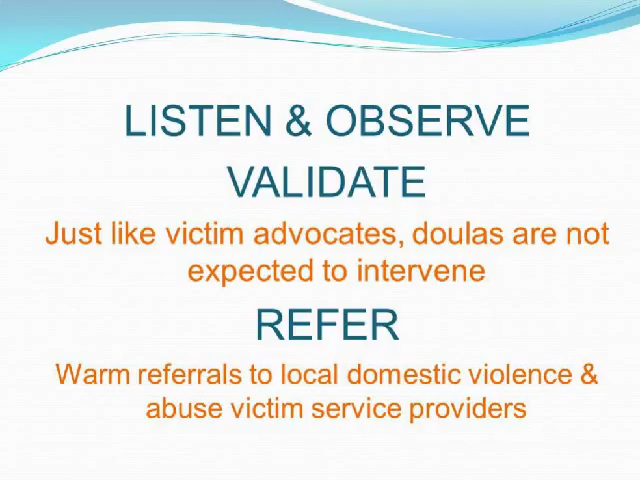 LISTEN & OBSERVE
VALIDATE
Just like victim advocates, doulas are not
expected to intervene
REFER
Warm referrals to local domestic violence &
abuse victim service providers